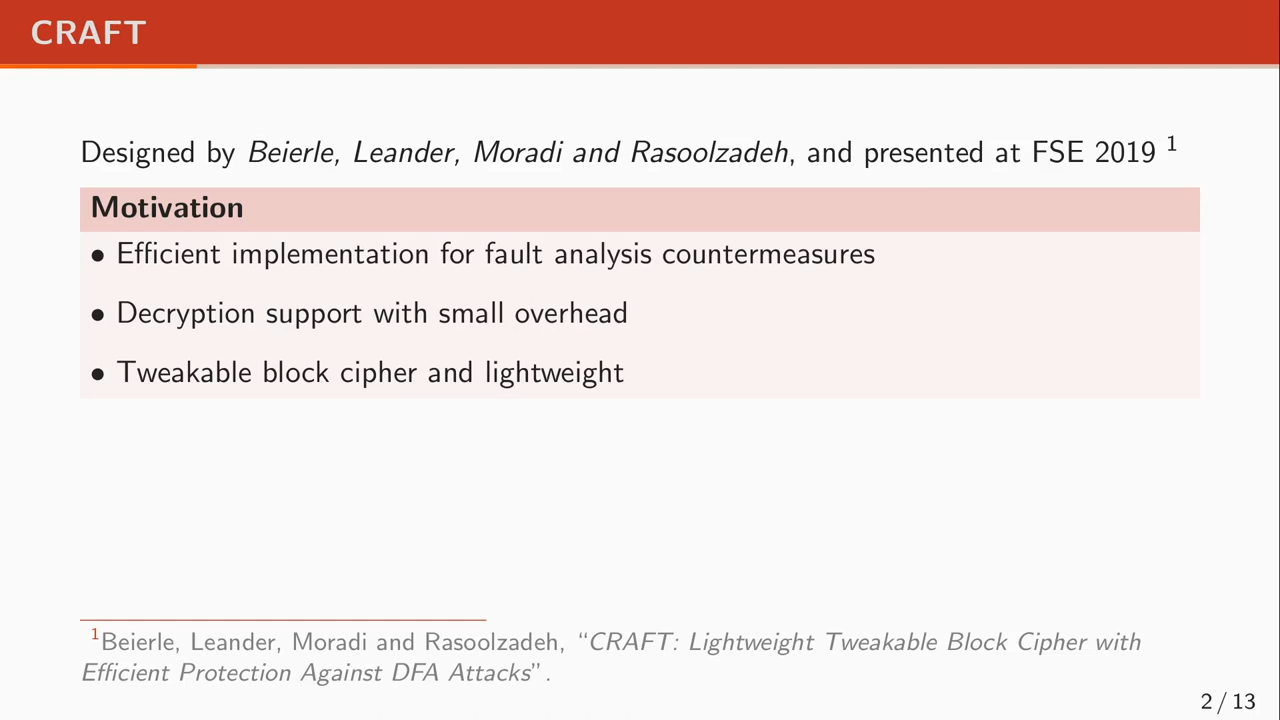 CRAFT
Designed by Beierle, Leander, Moradi and Rasoolzadeh, and presented at FSE 2019 1
Motivation
• Efficient implementation for fault analysis countermeasures
• Decryption support with small overhead
• Tweakable block cipher and lightweight
1Beierle, Leander, Moradi and Rasoolzadeh, “CRAFT: Lightweight Tweakable Block Cipher with
Efficient Protection Against DFA Attacks”.
2 / 13